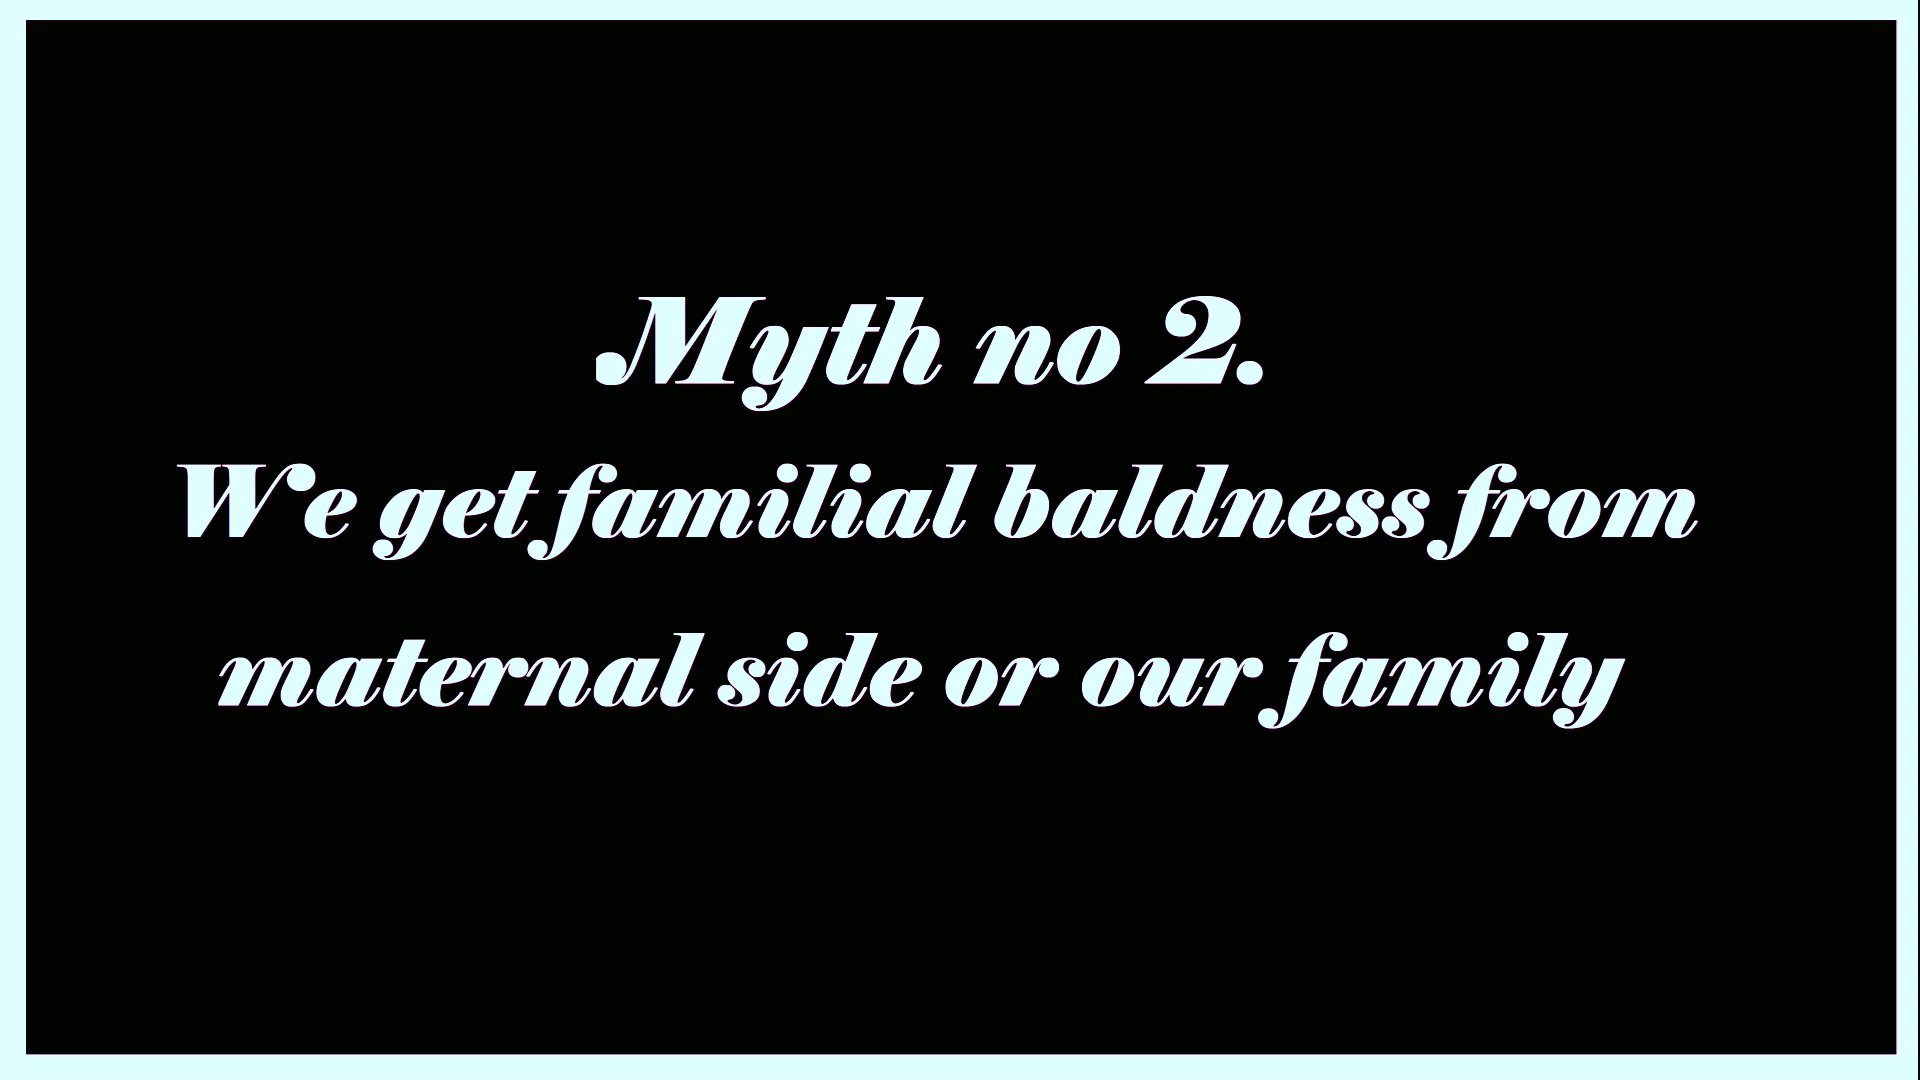 Myth no 2.
We get familial baldness from
maternal side or our family